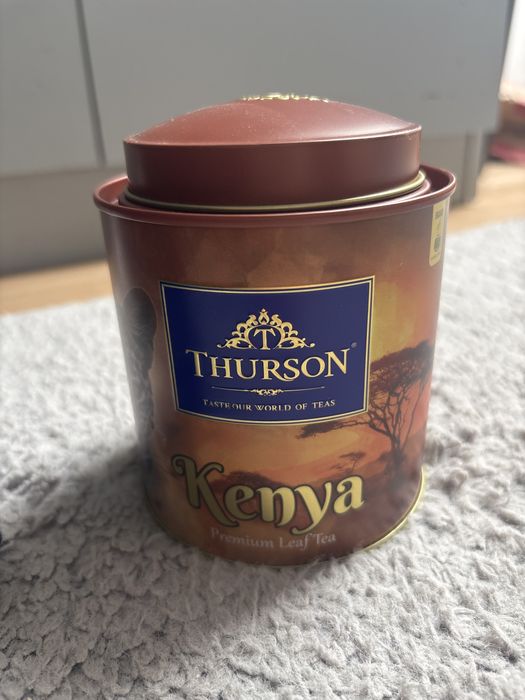 T
THURSON®
TASTE OUR WORLD OF TEAS
Kenya
Premium Leaf Tea